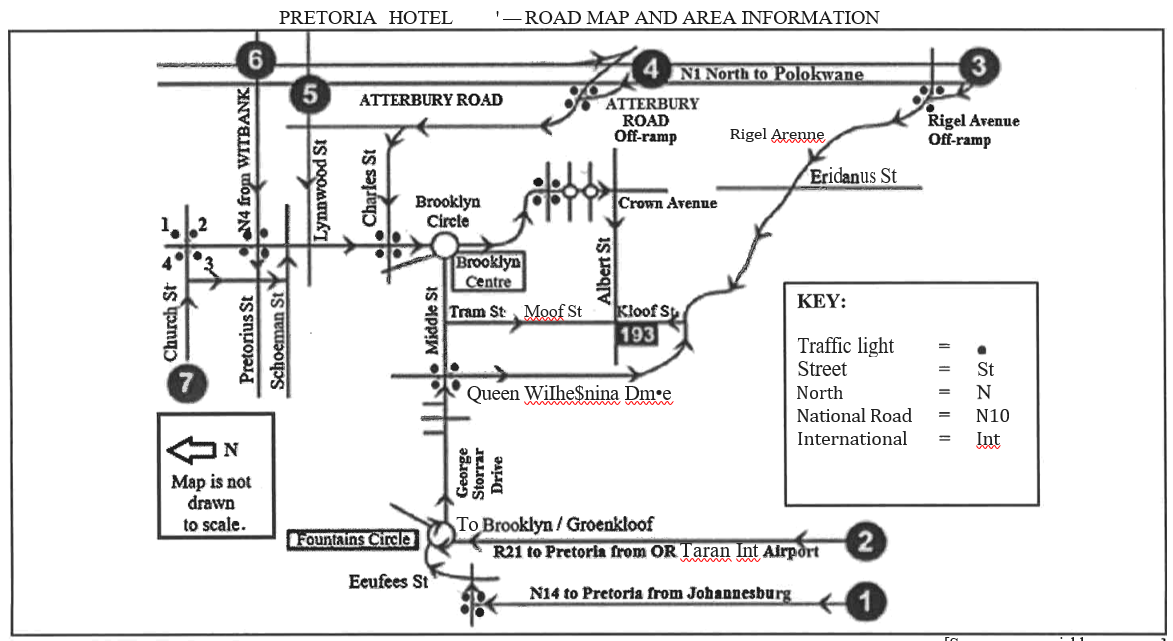 PRETORIA HOTEL '— ROAD MAP AND AREA INFORMATION
6
5
4
3
N1 North to Polokwane
ATTERBURY ROAD
ATTERBURY
ROAD
Off-ramp
Rigel Avenue
Off-ramp
Rigel Arenne
Eridanus St
N4 from WITBANK
Lynnwood St
Charles St
Brooklyn
Circle
Crown Avenue
1
2
4
3
Brooklyn
Centre
Albert St
Church St
Pretorius St
Schoeman St
Middle St
Tram St
Moof St
Kloof St
193
7
Queen WiIhe$nina Dm•e
KEY:
Traffic light =
Street = St
North = N
National Road = N10
International = Int
N
Map is not
drawn
to scale.
George
Storrar
Drive
To Brooklyn / Groenkloof
Fountains Circle
R21 to Pretoria from OR Taran Int Airport
2
Eeufees St
N14 to Pretoria from Johannesburg
1